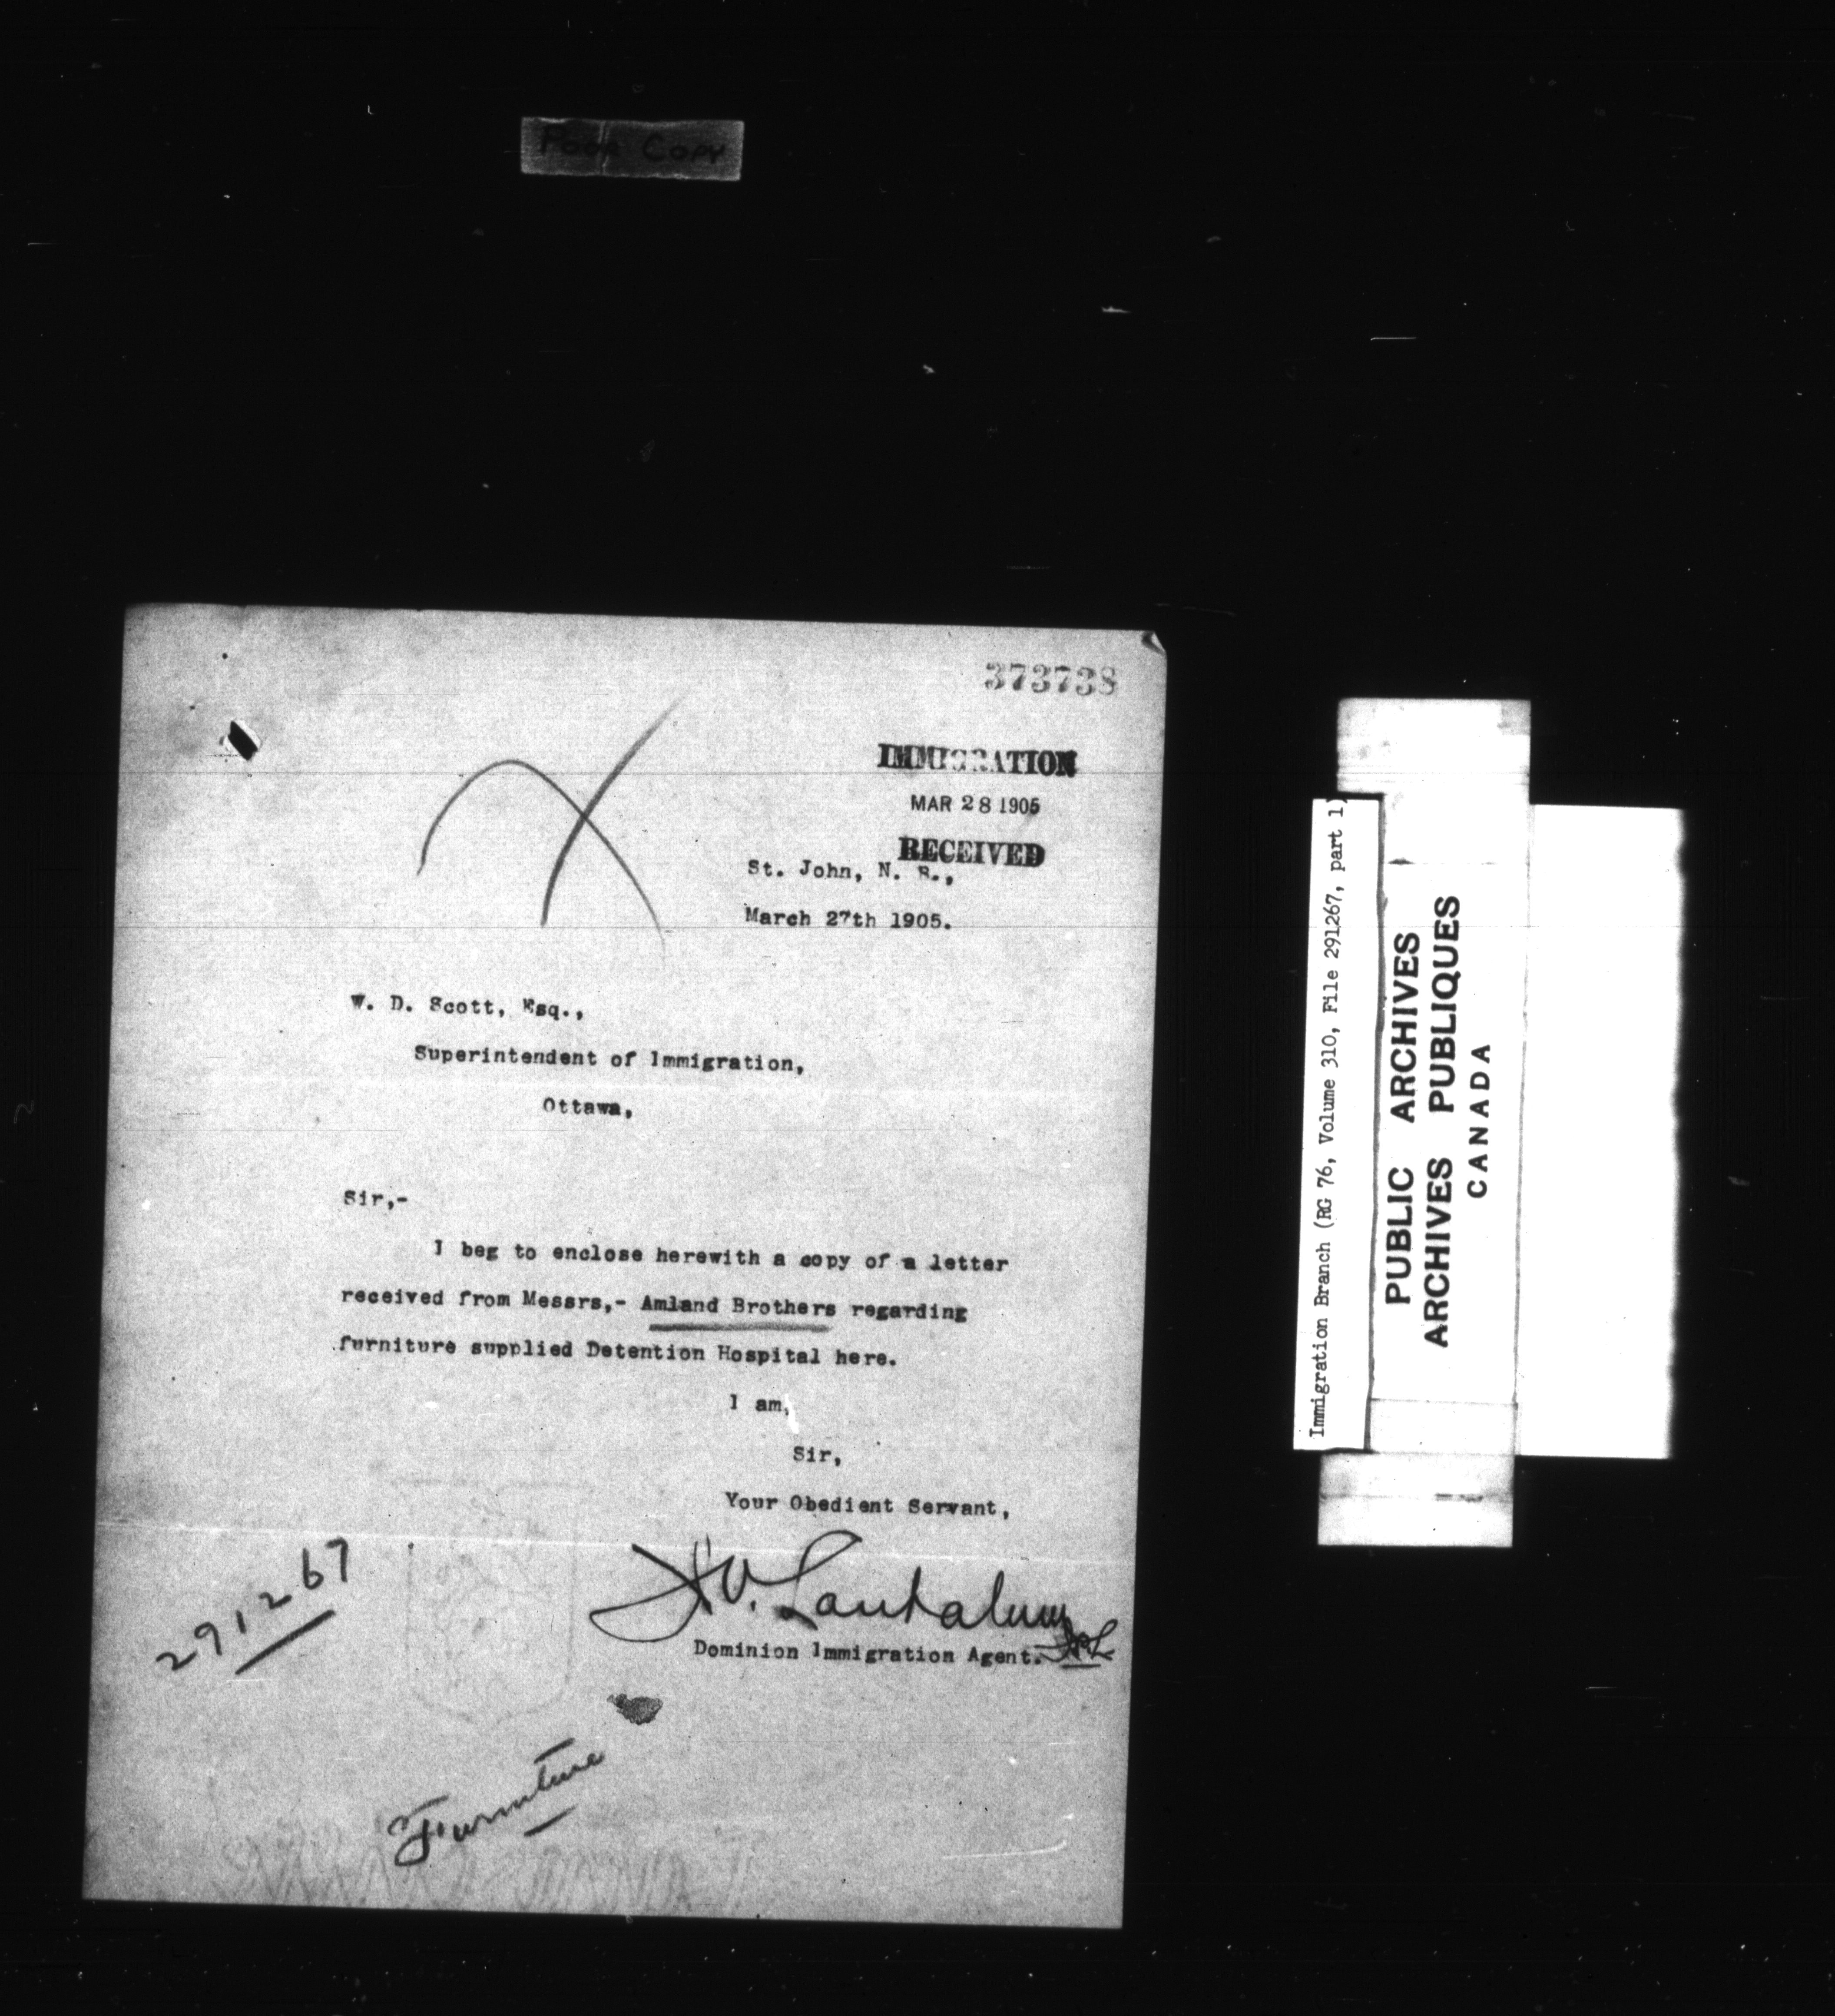 Poor Copy
373738
IMMIGRATION
MAR 28 1905
RECEIVED
St. John, N. B.,
March 27th 1905.
W. D. Scott, Esq.,
Superintendent of Immigration,
Ottawa,
Sir,-
I beg to enclose herewith a copy of a letter
received from Messrs,- Amland Brothers regarding
furniture supplied Detention Hospital here.
I am,
Sir,
Your Obedient Servant,
Lantalum
Dominion Immigration Agent.
291267
Furniture
Immigration Branch (RG 76, Volume 310, File 291267, part 1)
PUBLIC ARCHIVES
ARCHIVES PUBLIQUES
CANADA